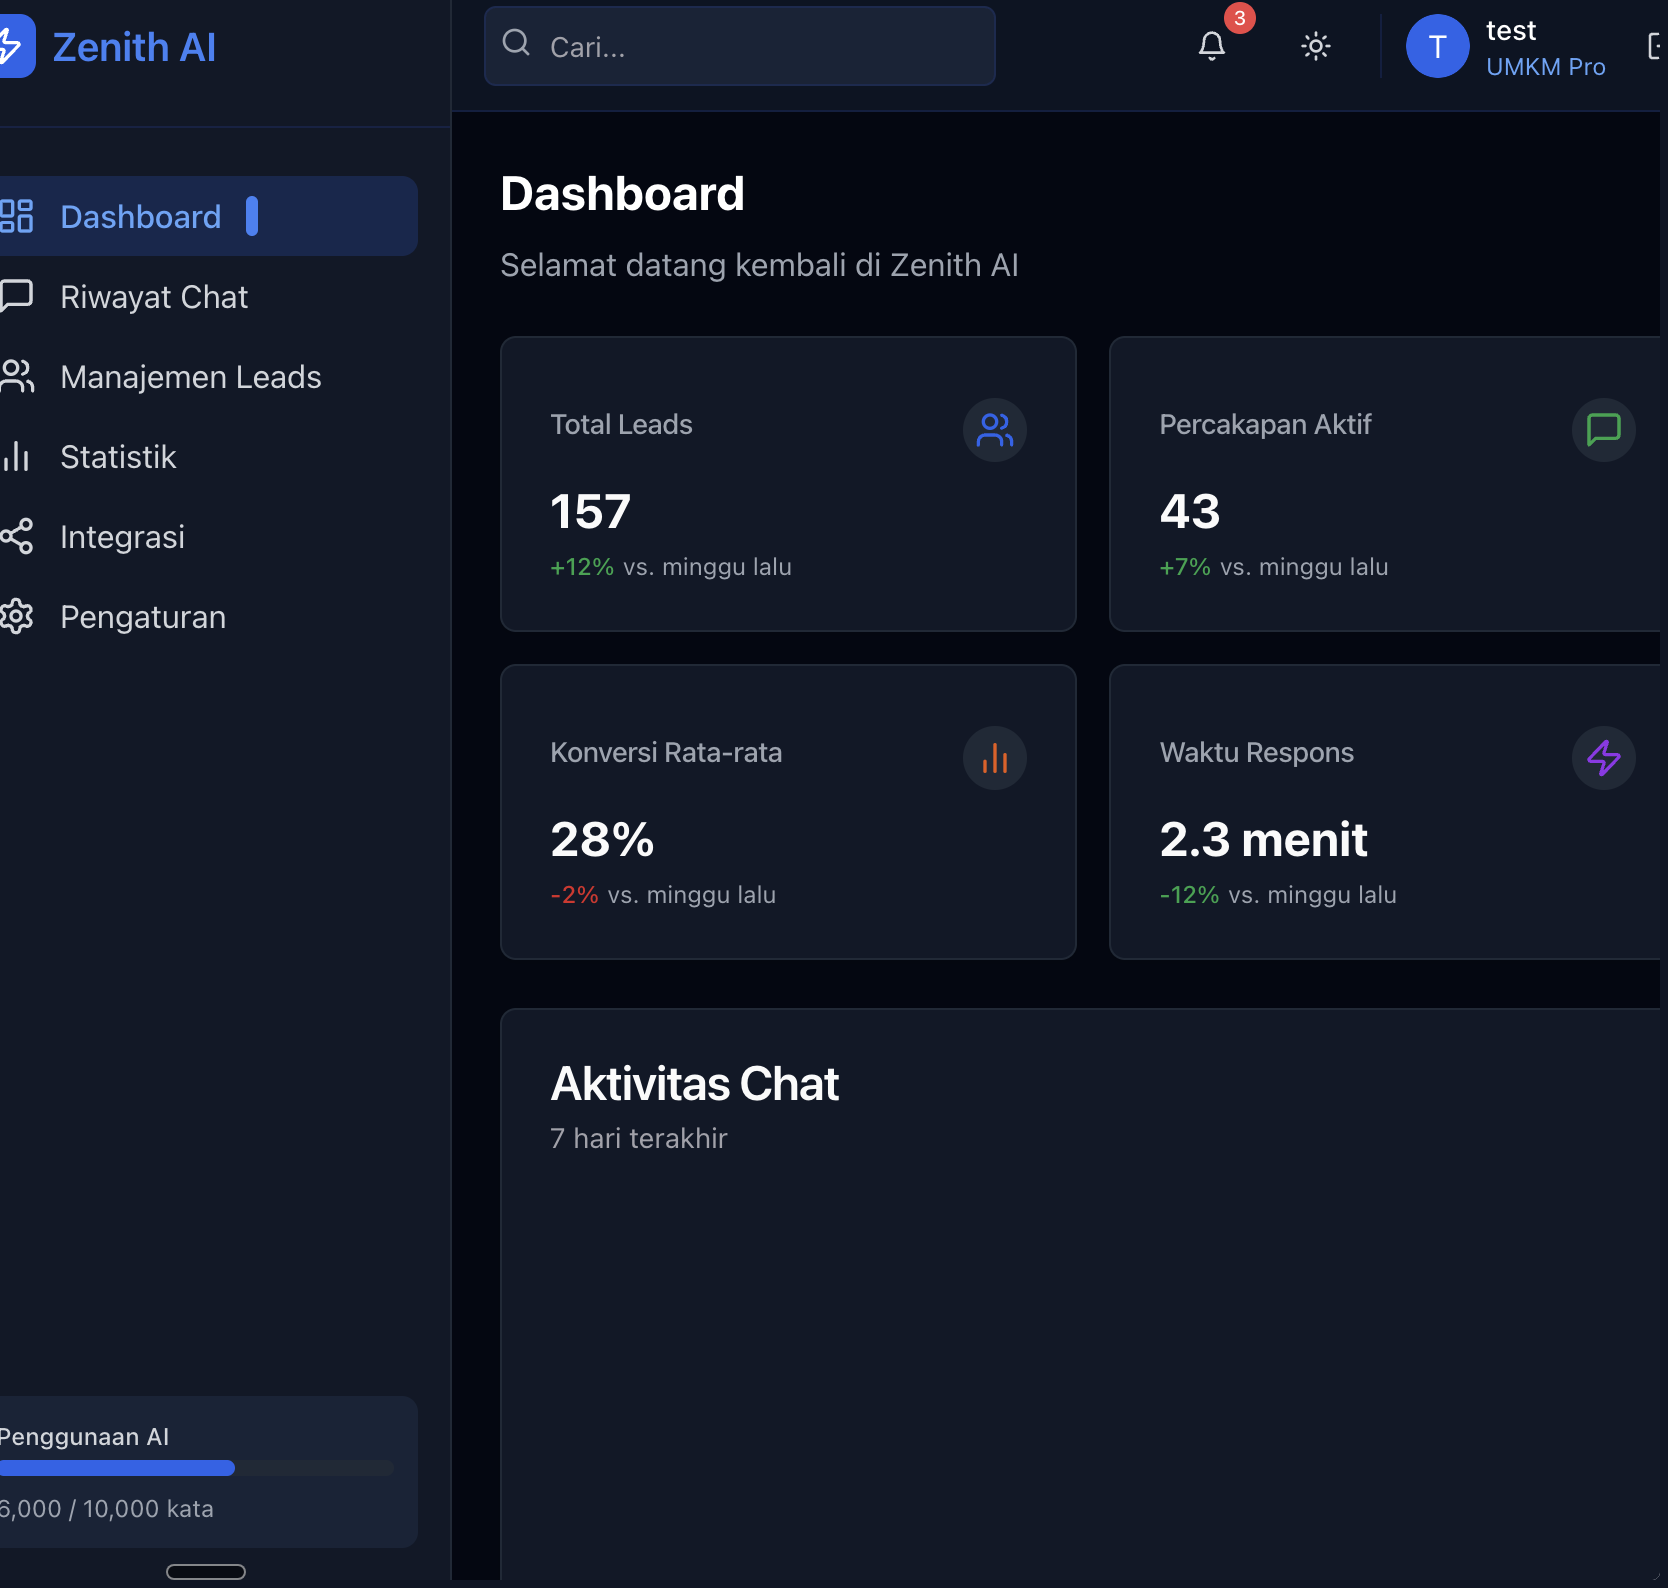 Zenith AI
Cari...
3
T
test
UMKM Pro
Dashboard
Riwayat Chat
Manajemen Leads
Statistik
Integrasi
Pengaturan
Penggunaan AI
6,000 / 10,000 kata
Dashboard
Selamat datang kembali di Zenith AI
Total Leads
157
+12% vs. minggu lalu
Percakapan Aktif
43
+7% vs. minggu lalu
Konversi Rata-rata
28%
-2% vs. minggu lalu
Waktu Respons
2.3 menit
-12% vs. minggu lalu
Aktivitas Chat
7 hari terakhir